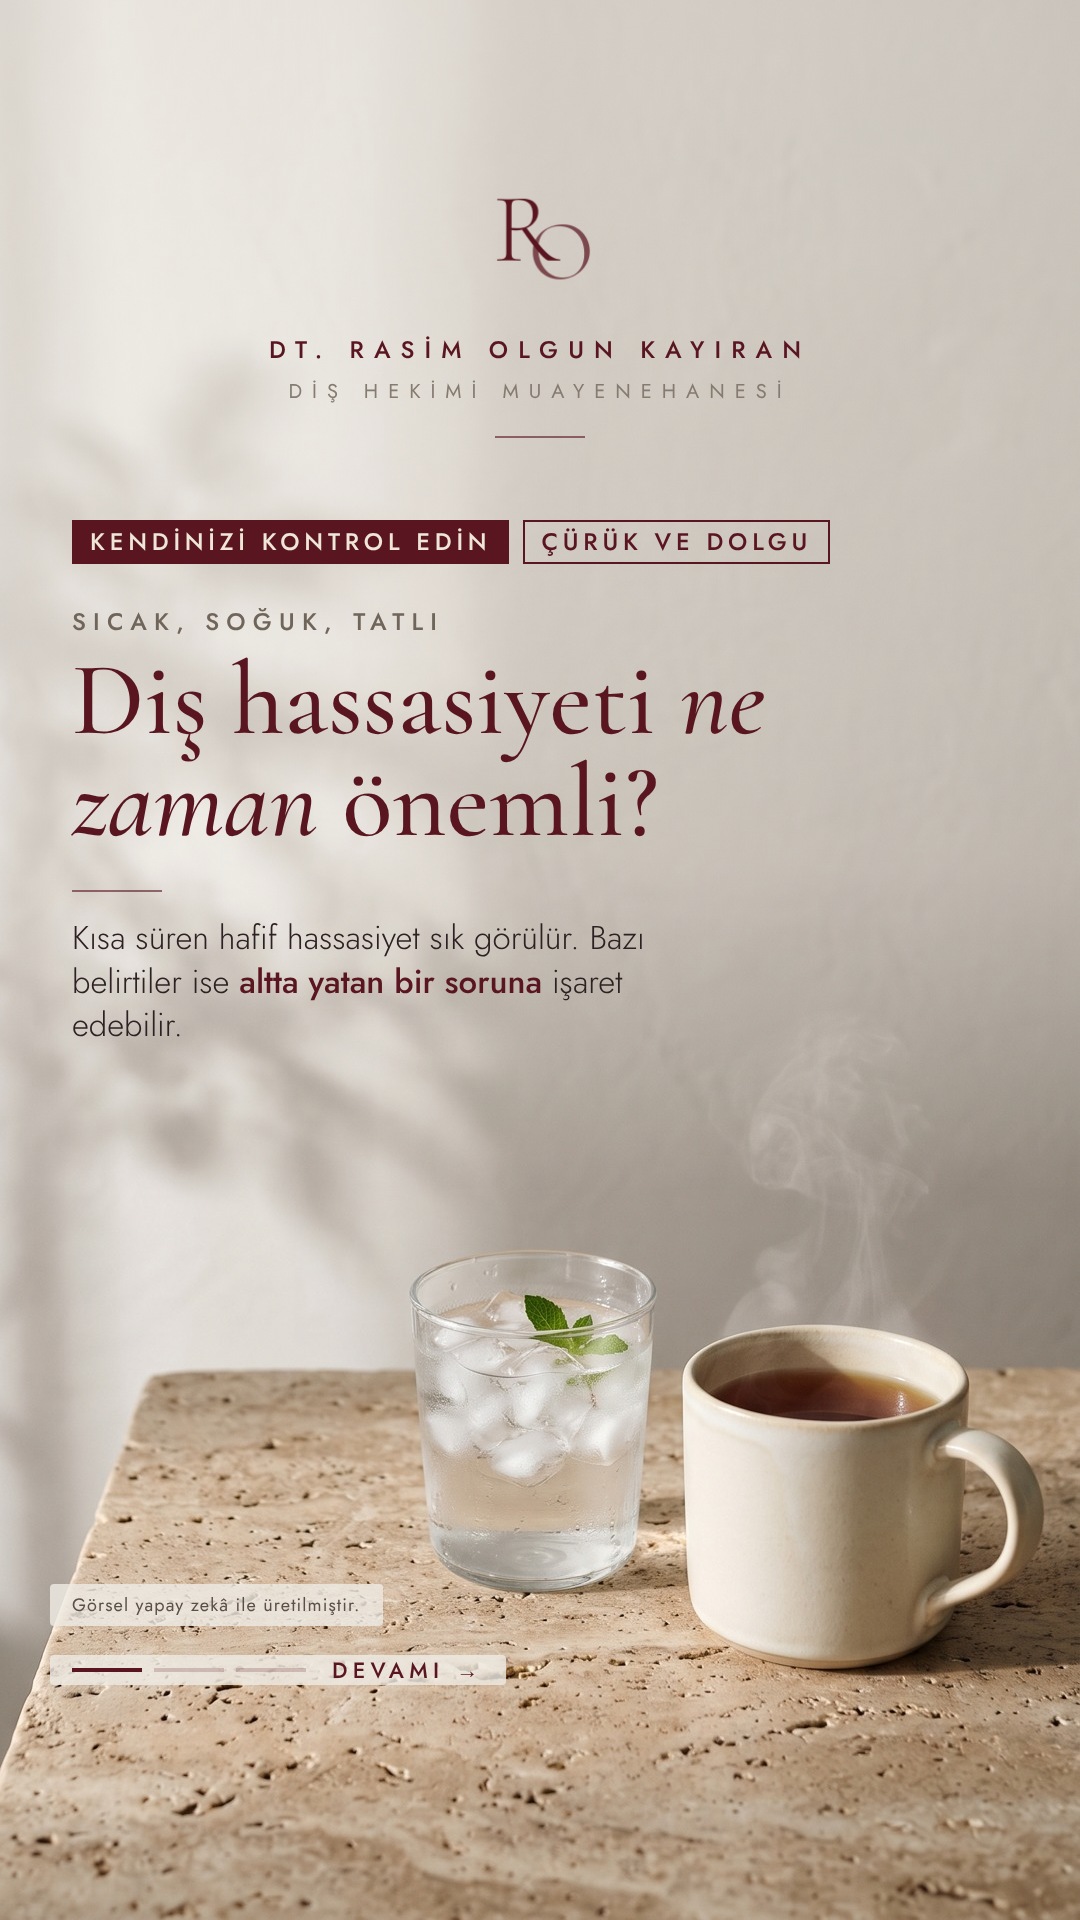 RO
DT. RASİM OLGUN KAYIRAN
DİŞ HEKİMİ MUAYENEHANESİ
KENDİNİZİ KONTROL EDİN
ÇÜRÜK VE DOLGU
SICAK, SOĞUK, TATLI
Diş hassasiyeti ne
zaman önemli?
Kısa süren hafif hassasiyet sık görülür. Bazı
belirtiler ise altta yatan bir soruna işaret
edebilir.
Görsel yapay zekâ ile üretilmiştir.
DEVAMI →